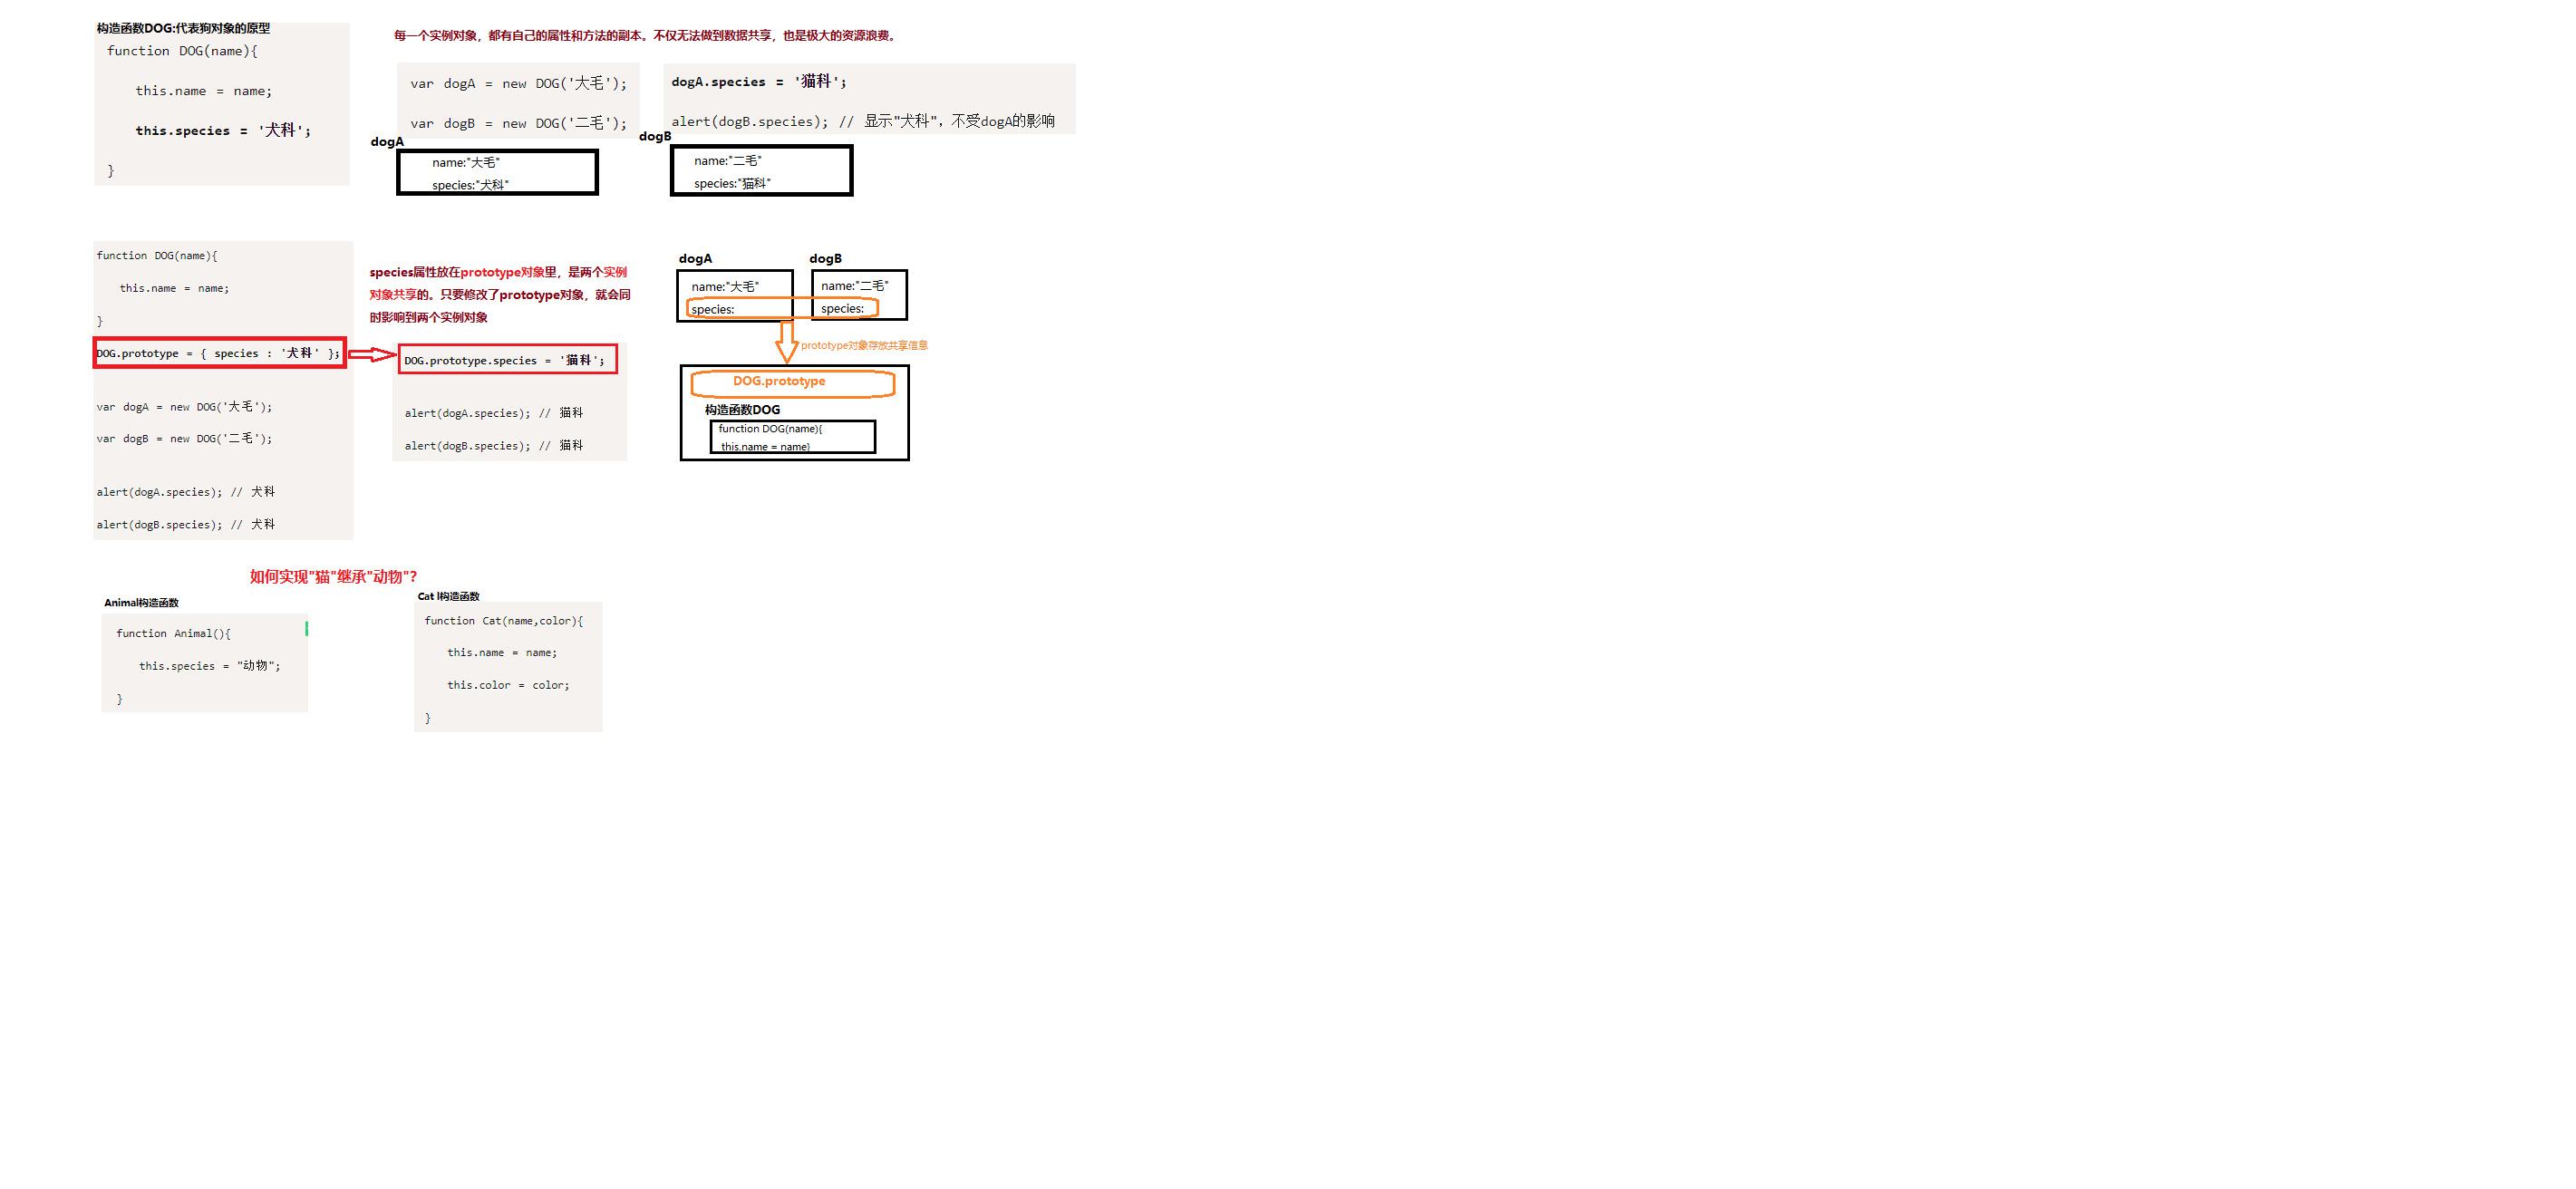 构造函数DOG:代表狗对象的原型
function DOG(name){
this.name = name;
this.species = '犬科';
}
每一个实例对象，都有自己的属性和方法的副本。不仅无法做到数据共享，也是极大的资源浪费。
var dogA = new DOG('大毛');
var dogB = new DOG('二毛');
dogA.species = '猫科';
alert(dogB.species); // 显示"犬科"，不受dogA的影响
dogA
name:"大毛"
species:"犬科"
dogB
name:"二毛"
species:"猫科"
function DOG(name){
this.name = name;
}
DOG.prototype = { species : '犬科' };
var dogA = new DOG('大毛');
var dogB = new DOG('二毛');
alert(dogA.species); // 犬科
alert(dogB.species); // 犬科
species属性放在prototype对象里，是两个实例
对象共享的。只要修改了prototype对象，就会同
时影响到两个实例对象
DOG.prototype.species = '猫科';
alert(dogA.species); // 猫科
alert(dogB.species); // 猫科
dogA
name:"大毛"
species:
dogB
name:"二毛"
species:
prototype对象存放共享信息
DOG.prototype
构造函数DOG
function DOG(name){
this.name = name}
如何实现"猫"继承"动物"?
Animal构造函数
function Animal(){
this.species = "动物";
}
Cat l构造函数
function Cat(name,color){
this.name = name;
this.color = color;
}